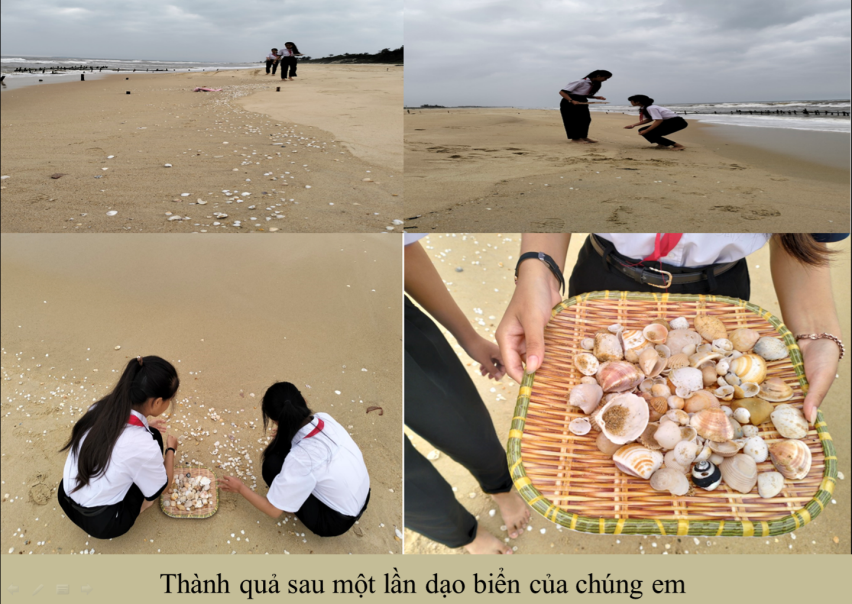 Thành quả sau một lần dạo biển của chúng em